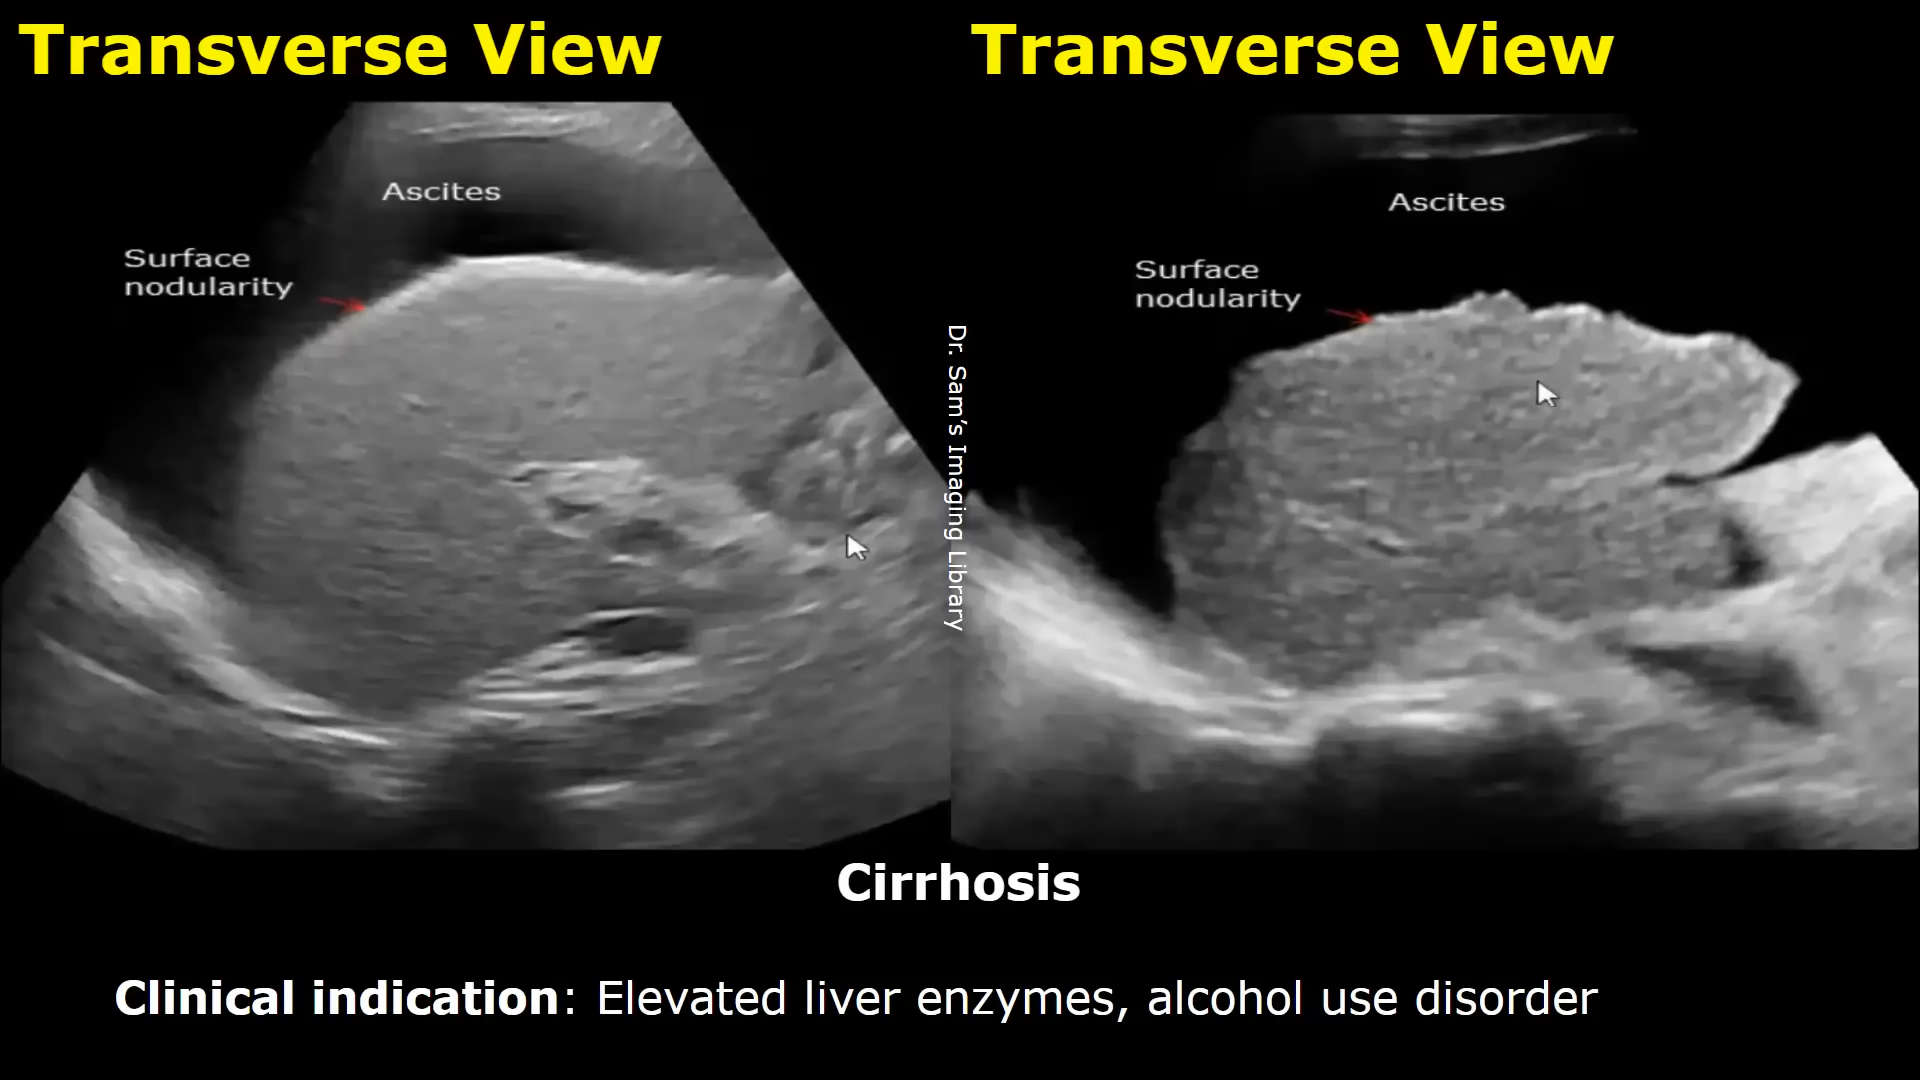 Transverse View
Transverse View
Ascites
Surface
nodularity
Ascites
Surface
nodularity
Dr. Sam's Imaging Library
Cirrhosis
Clinical indication: Elevated liver enzymes, alcohol use disorder